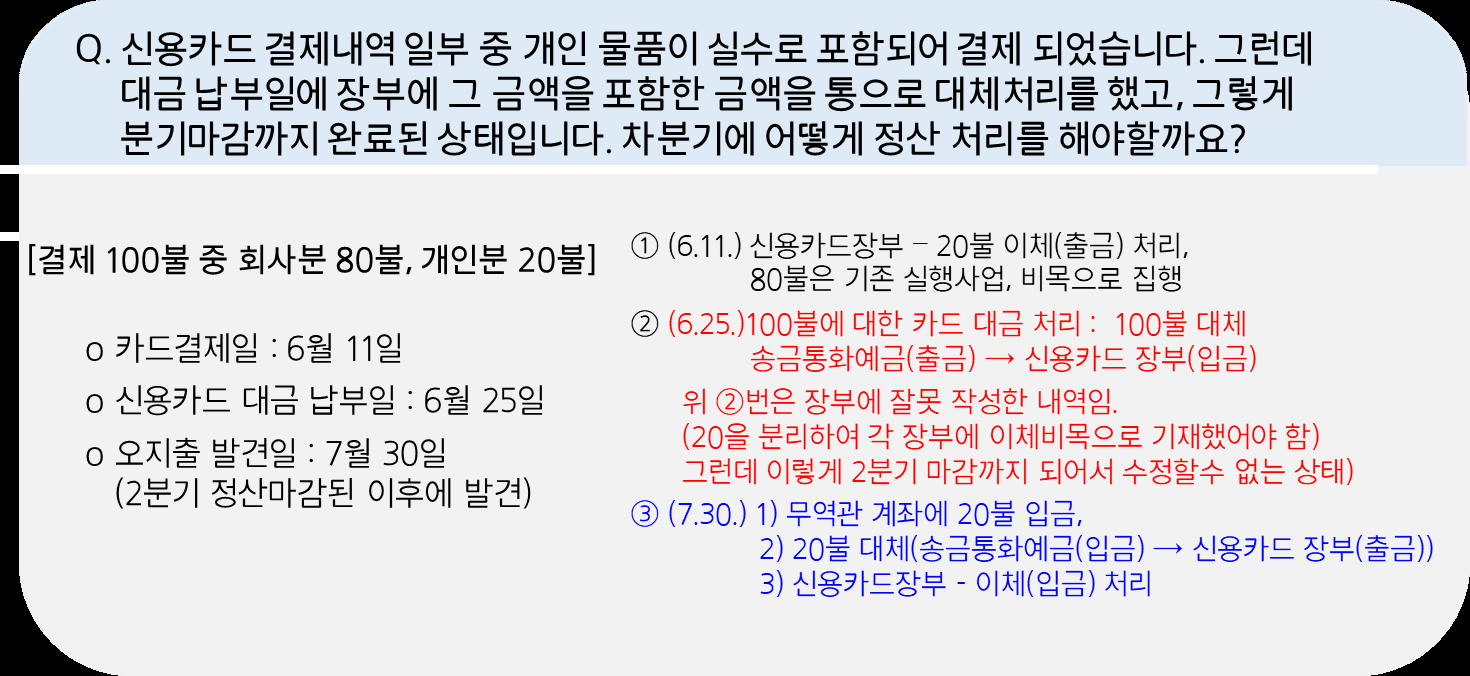 Q. 신용카드 결제내역 일부 중 개인 물품이 실수로 포함되어 결제 되었습니다. 그런데
대금 납부일에 장부에 그 금액을 포함한 금액을 통으로 대체처리를 했고, 그렇게
분기마감까지 완료된 상태입니다. 차분기에 어떻게 정산 처리를 해야할까요?
[결제 100불 중 회사분 80불, 개인분 20불]
o 카드결제일 : 6월 11일
o 신용카드 대금 납부일 : 6월 25일
o 오지출 발견일 : 7월 30일
(2분기 정산마감된 이후에 발견)
① (6.11.) 신용카드장부 – 20불 이체(출금) 처리,
80불은 기존 실행사업, 비목으로 집행
② (6.25.)100불에 대한 카드 대금 처리 : 100불 대체
송금통화예금(출금) → 신용카드 장부(입금)
위 ②번은 장부에 잘못 작성한 내역임.
(20을 분리하여 각 장부에 이체비목으로 기재했어야 함)
그런데 이렇게 2분기 마감까지 되어서 수정할수 없는 상태)
③ (7.30.) 1) 무역관 계좌에 20불 입금,
2) 20불 대체(송금통화예금(입금) → 신용카드 장부(출금))
3) 신용카드장부 - 이체(입금) 처리